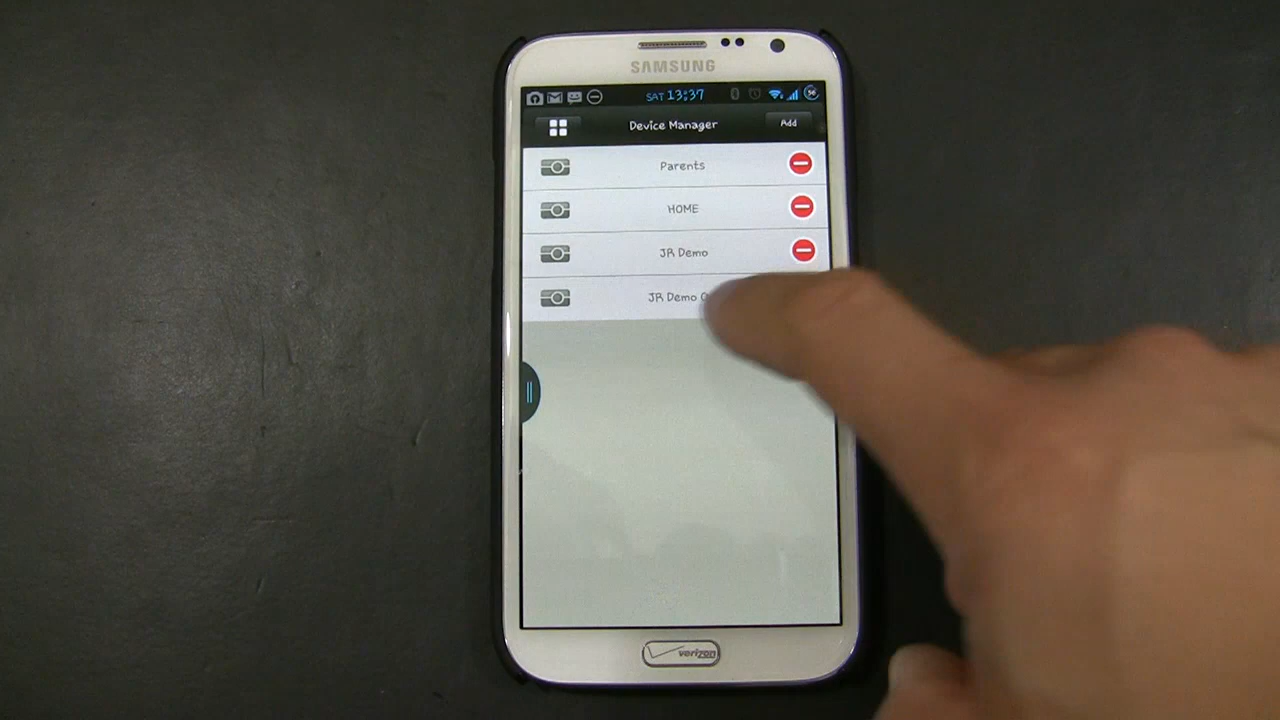 SAMSUNG
SAT 13:37
Device Manager
Add
Parents
HOME
JR Demo
JR Demo
verizon